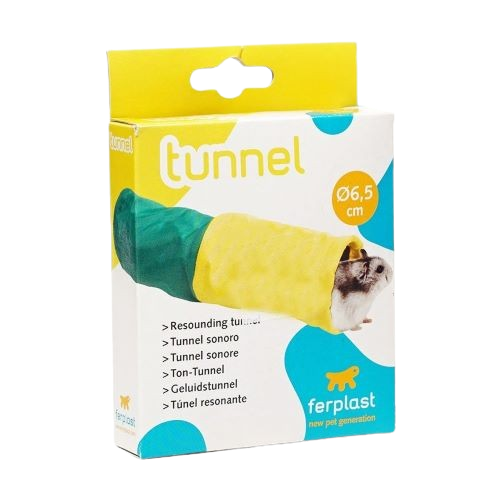 tunnel
Ø6,5
cm
> Resounding tunnel
> Tunnel sonoro
> Tunnel sonore
> Ton-Tunnel
> Geluidstunnel
> Túnel resonante
ferplast
new pet generation
tunnel
ferplast